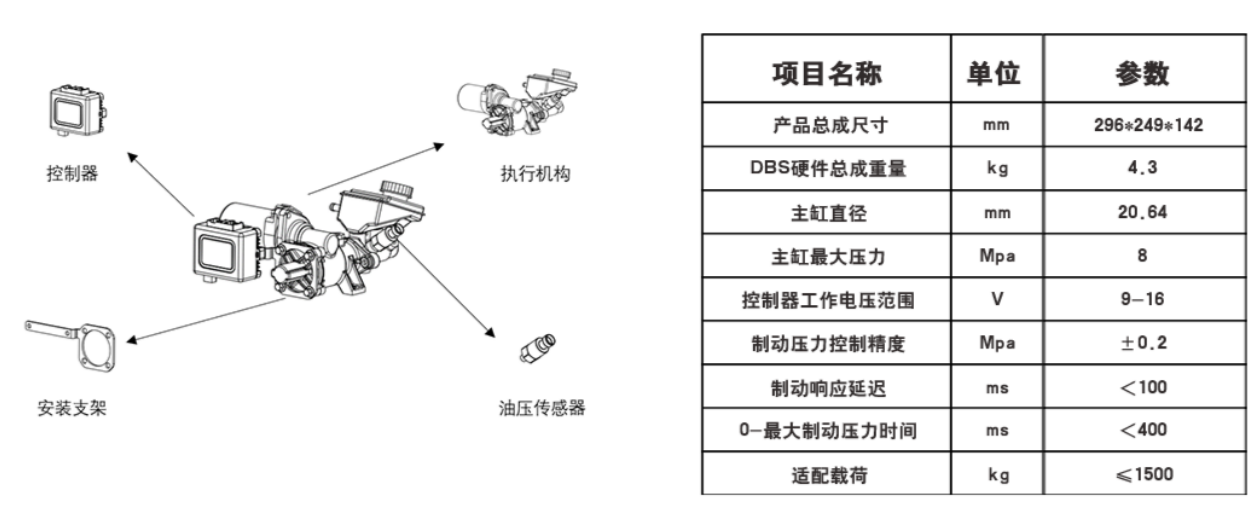 控制器
执行机构
安装支架
油压传感器
项目名称 单位 参数
产品总成尺寸 mm 296*249*142
DBS硬件总成重量 kg 4.3
主缸直径 mm 20.64
主缸最大压力 Mpa 8
控制器工作电压范围 V 9-16
制动压力控制精度 Mpa ±0.2
制动响应延迟 ms <100
0-最大制动压力时间 ms <400
适配载荷 kg ≤1500